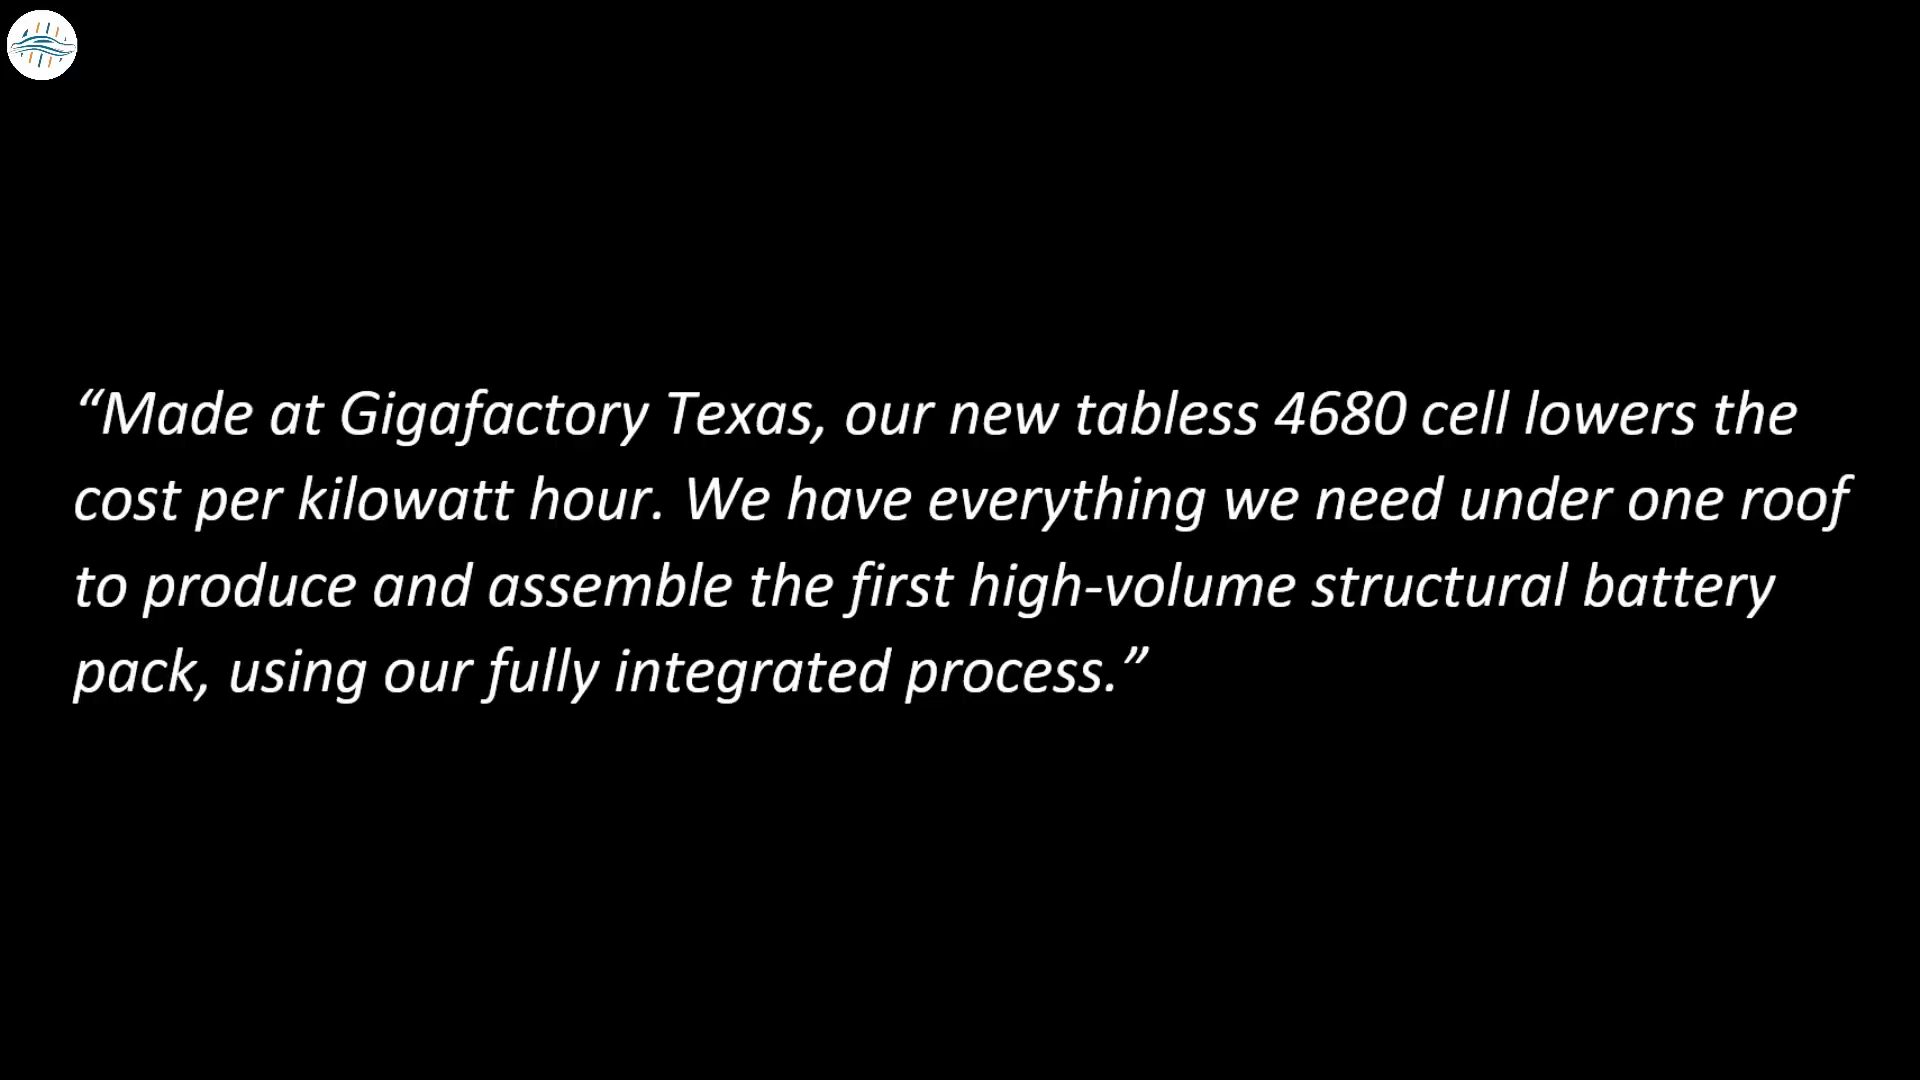 “Made at Gigafactory Texas, our new tabless 4680 cell lowers the
cost per kilowatt hour. We have everything we need under one roof
to produce and assemble the first high-volume structural battery
pack, using our fully integrated process.”